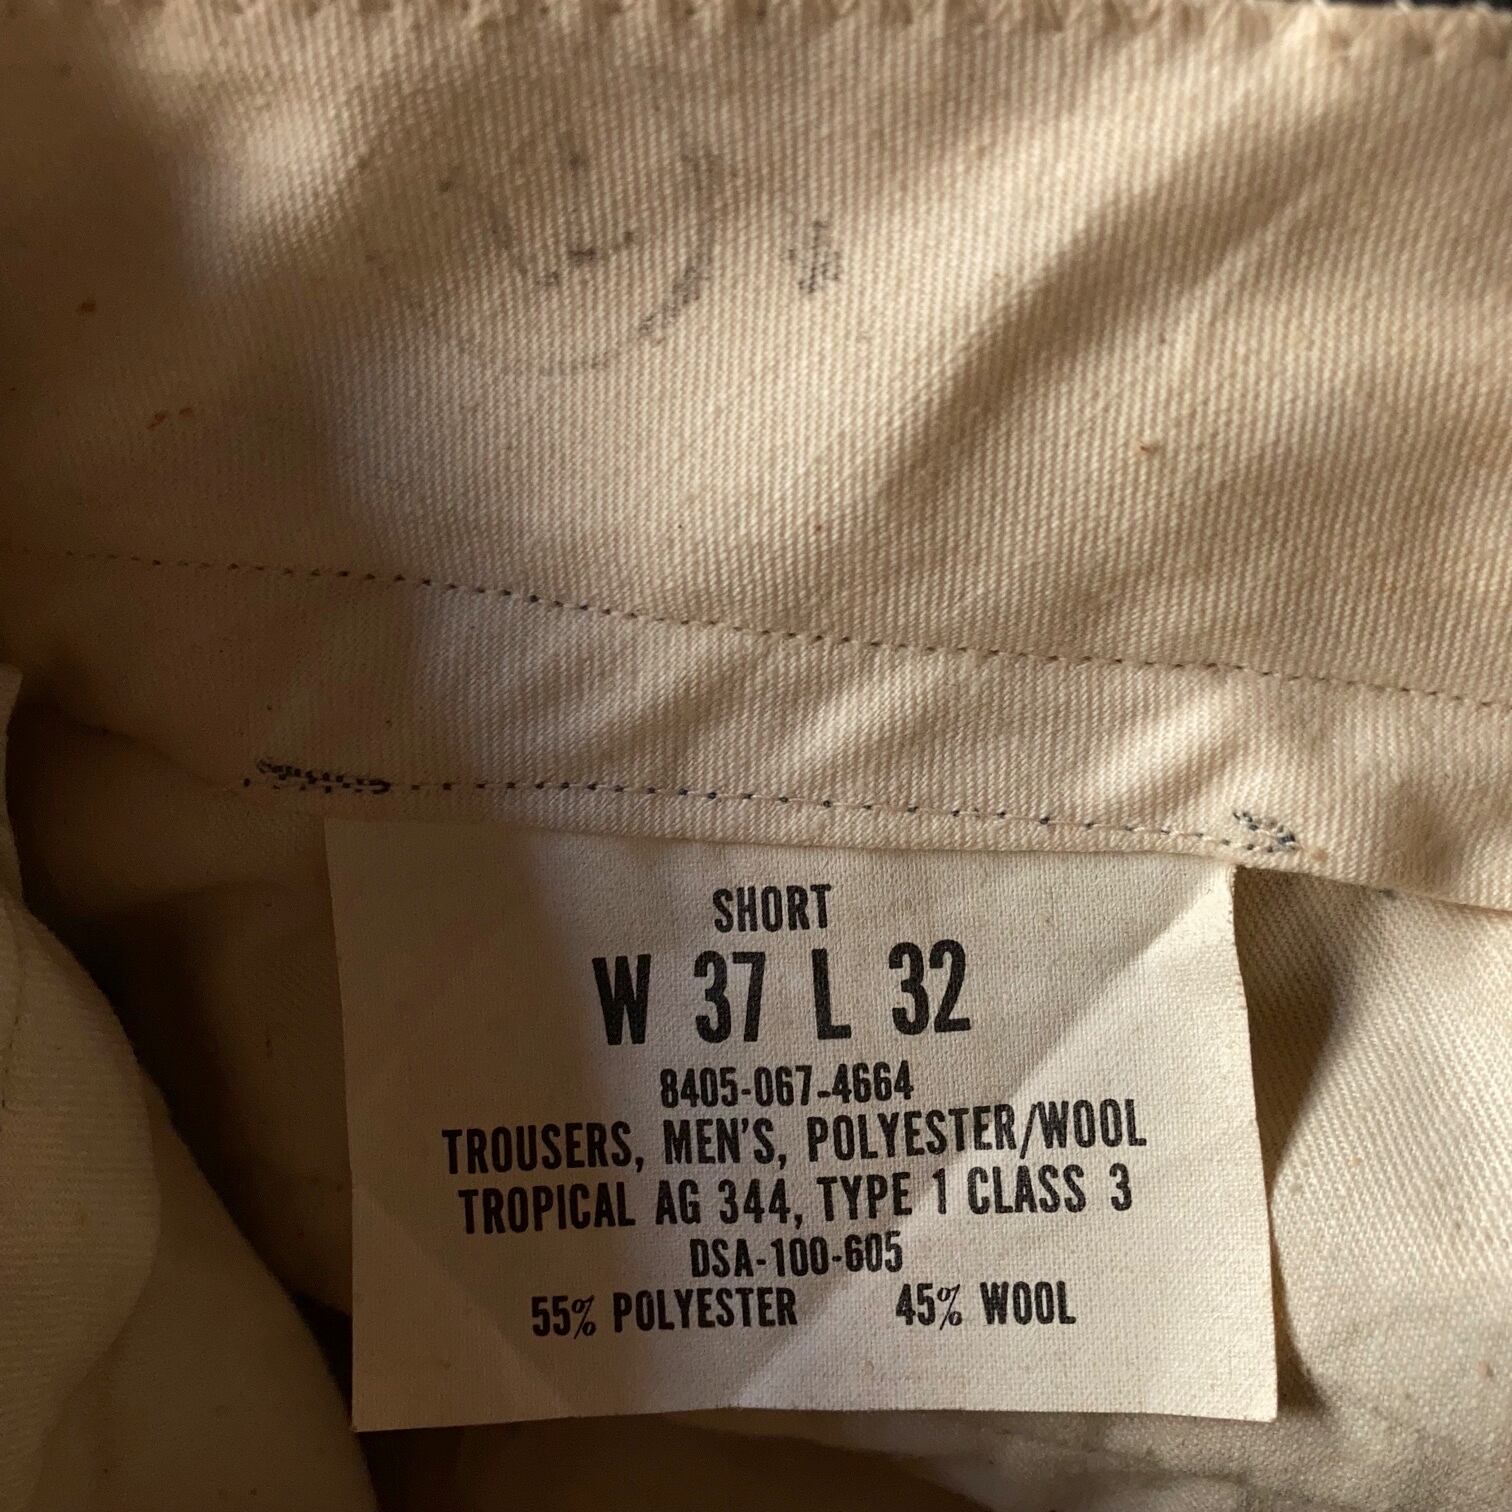 SHORT
W 37 L 32
8405-067-4664
TROUSERS, MEN'S, POLYESTER/WOOL
TROPICAL AG 344, TYPE 1 CLASS 3
DSA-100-605
55% POLYESTER 45% WOOL